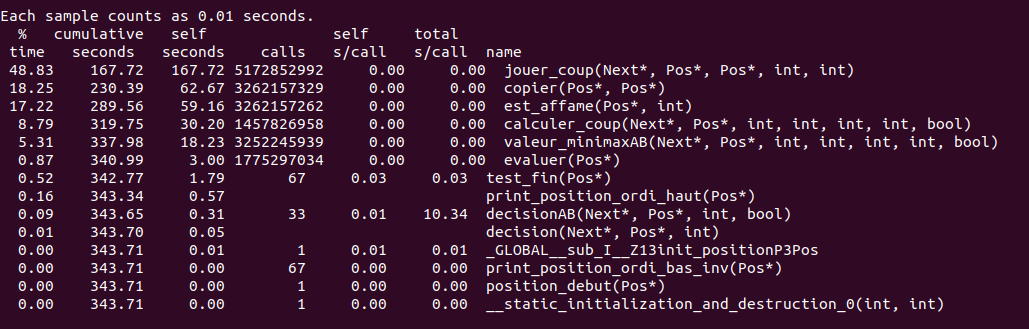 Each sample counts as 0.01 seconds.
  %   cumulative   self              self     total
 time   seconds   seconds    calls   s/call   s/call  name
48.83    167.72   167.72 5172852992     0.00     0.00  jouer_coup(Next*, Pos*, Pos*, int, int)
18.25    230.39    62.67 3262157329     0.00     0.00  copier(Pos*, Pos*)
17.22    289.56    59.16 3262157262     0.00     0.00  est_affame(Pos*, int)
 8.79    319.75    30.20 1457826958     0.00     0.00  calculer_coup(Next*, Pos*, int, int, int, int, bool)
 5.31    337.98    18.23 3252245939     0.00     0.00  valeur_minimaxAB(Next*, Pos*, int, int, int, int, bool)
 0.87    340.99     3.00 1775297034     0.00     0.00  evaluer(Pos*)
 0.52    342.77     1.79       67     0.03     0.03  test_fin(Pos*)
 0.16    343.34     0.57                             print_position_ordi_haut(Pos*)
 0.09    343.65     0.31       33     0.01    10.34  decisionAB(Next*, Pos*, int, bool)
 0.01    343.70     0.05                             decision(Next*, Pos*, int)
 0.00    343.71     0.01        1     0.01     0.01  _GLOBAL__sub_I__Z13init_positionP3Pos
 0.00    343.71     0.00       67     0.00     0.00  print_position_ordi_bas_inv(Pos*)
 0.00    343.71     0.00        1     0.00     0.00  position_debut(Pos*)
 0.00    343.71     0.00        1     0.00     0.00  __static_initialization_and_destruction_0(int, int)